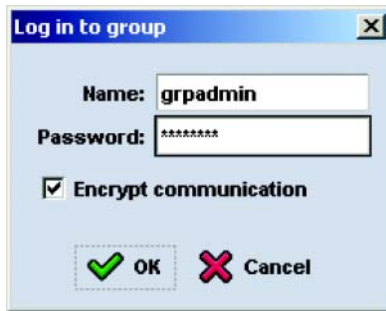 Log in to group
Name: grpadmin
Password: ********
Encrypt communication
OK Cancel